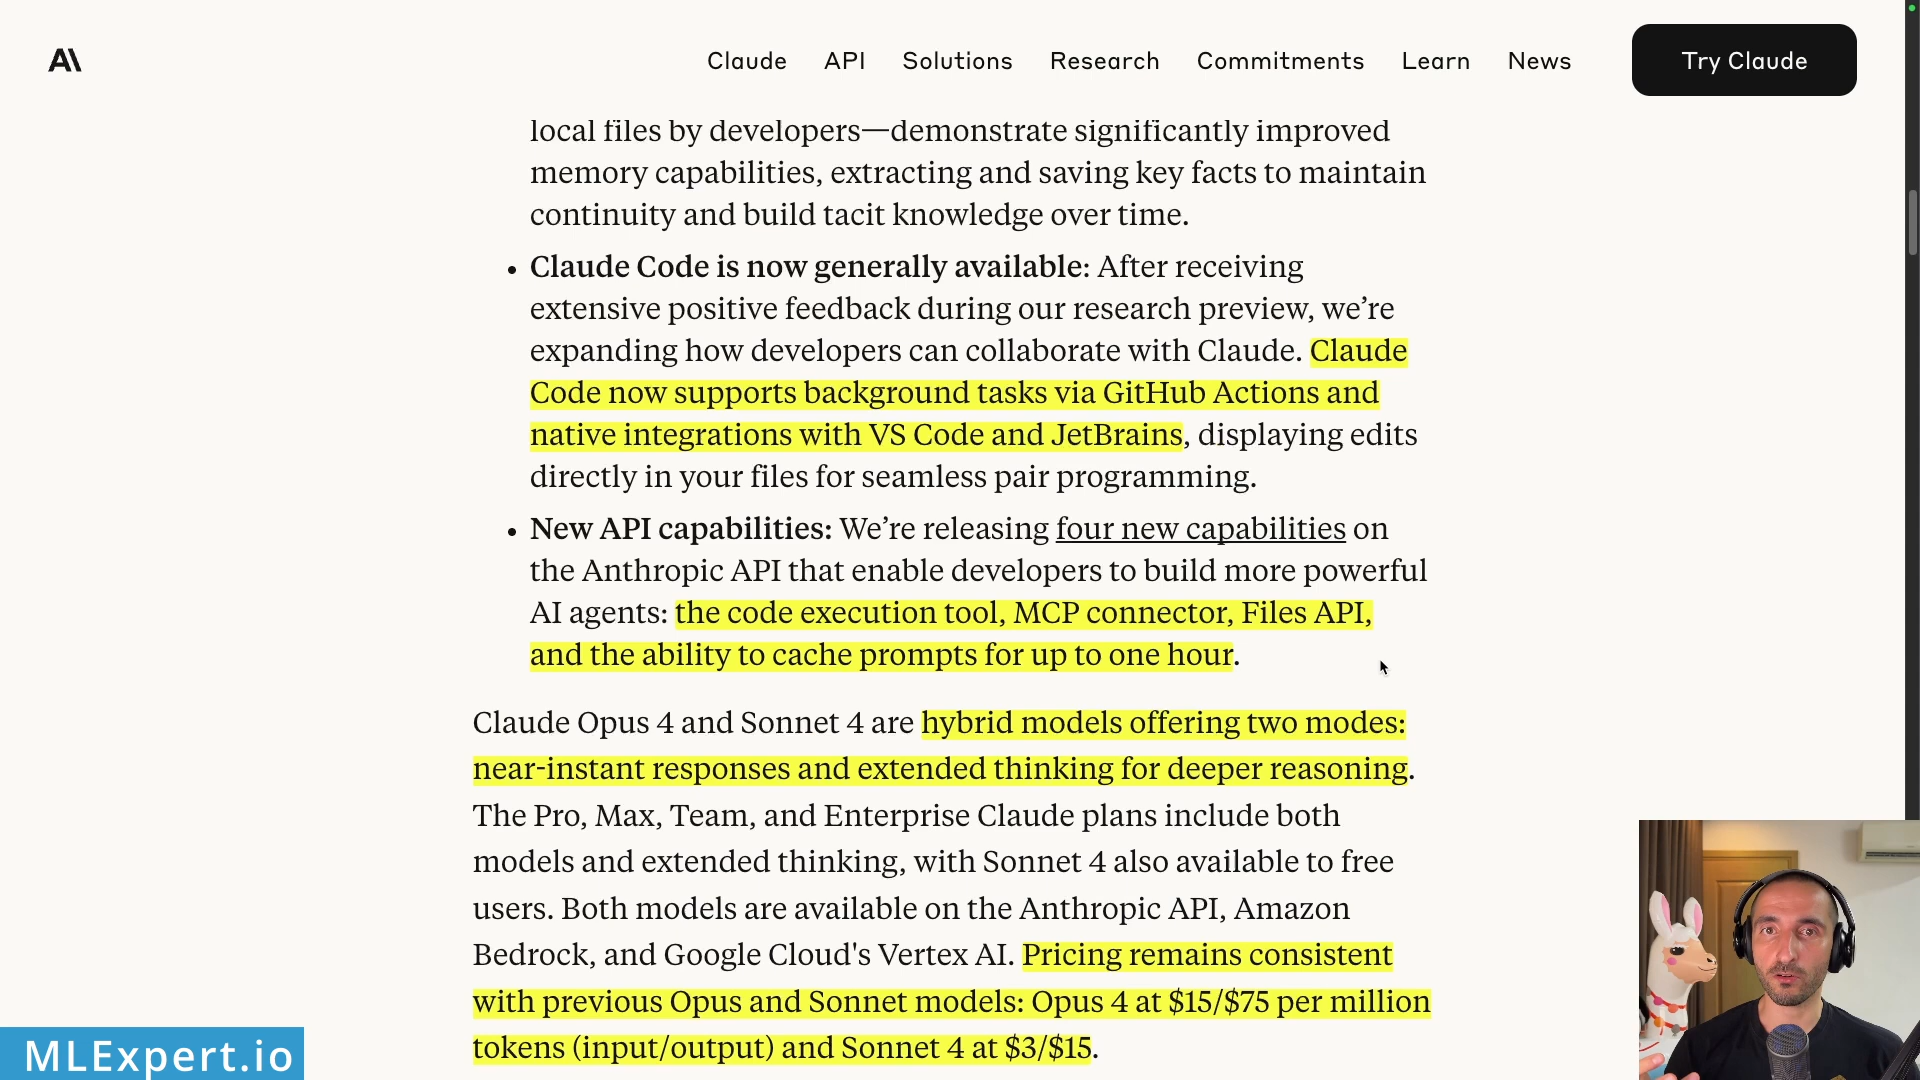 Claude API Solutions Research Commitments Learn News Try Claude
local files by developers—demonstrate significantly improved
memory capabilities, extracting and saving key facts to maintain
continuity and build tacit knowledge over time.
• Claude Code is now generally available: After receiving
extensive positive feedback during our research preview, we’re
expanding how developers can collaborate with Claude. Claude
Code now supports background tasks via GitHub Actions and
native integrations with VS Code and JetBrains, displaying edits
directly in your files for seamless pair programming.
• New API capabilities: We’re releasing four new capabilities on
the Anthropic API that enable developers to build more powerful
AI agents: the code execution tool, MCP connector, Files API,
and the ability to cache prompts for up to one hour.
Claude Opus 4 and Sonnet 4 are hybrid models offering two modes:
near-instant responses and extended thinking for deeper reasoning.
The Pro, Max, Team, and Enterprise Claude plans include both
models and extended thinking, with Sonnet 4 also available to free
users. Both models are available on the Anthropic API, Amazon
Bedrock, and Google Cloud's Vertex AI. Pricing remains consistent
with previous Opus and Sonnet models: Opus 4 at $15/$75 per million
tokens (input/output) and Sonnet 4 at $3/$15.
MLExpert.io